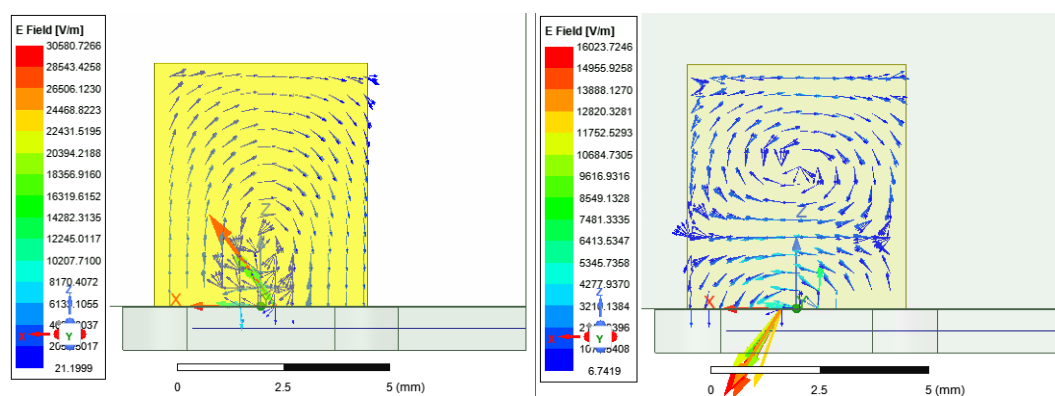 E Field [V/m]
30580.7266
28543.4258
26506.1230
24468.8223
22431.5195
20394.2188
18356.9160
16319.6152
14282.3135
12245.0117
10207.7100
8170.4072
21.1999
Z
X
Z
X
Y
0
2.5
5 (mm)
E Field [V/m]
16023.7246
14955.9258
13888.1270
12820.3281
11752.5293
10684.7305
9616.9316
8549.1328
7481.3335
6413.5347
5345.7358
4277.9370
6.7419
Z
X
Z
X
Y
0
2.5
5 (mm)